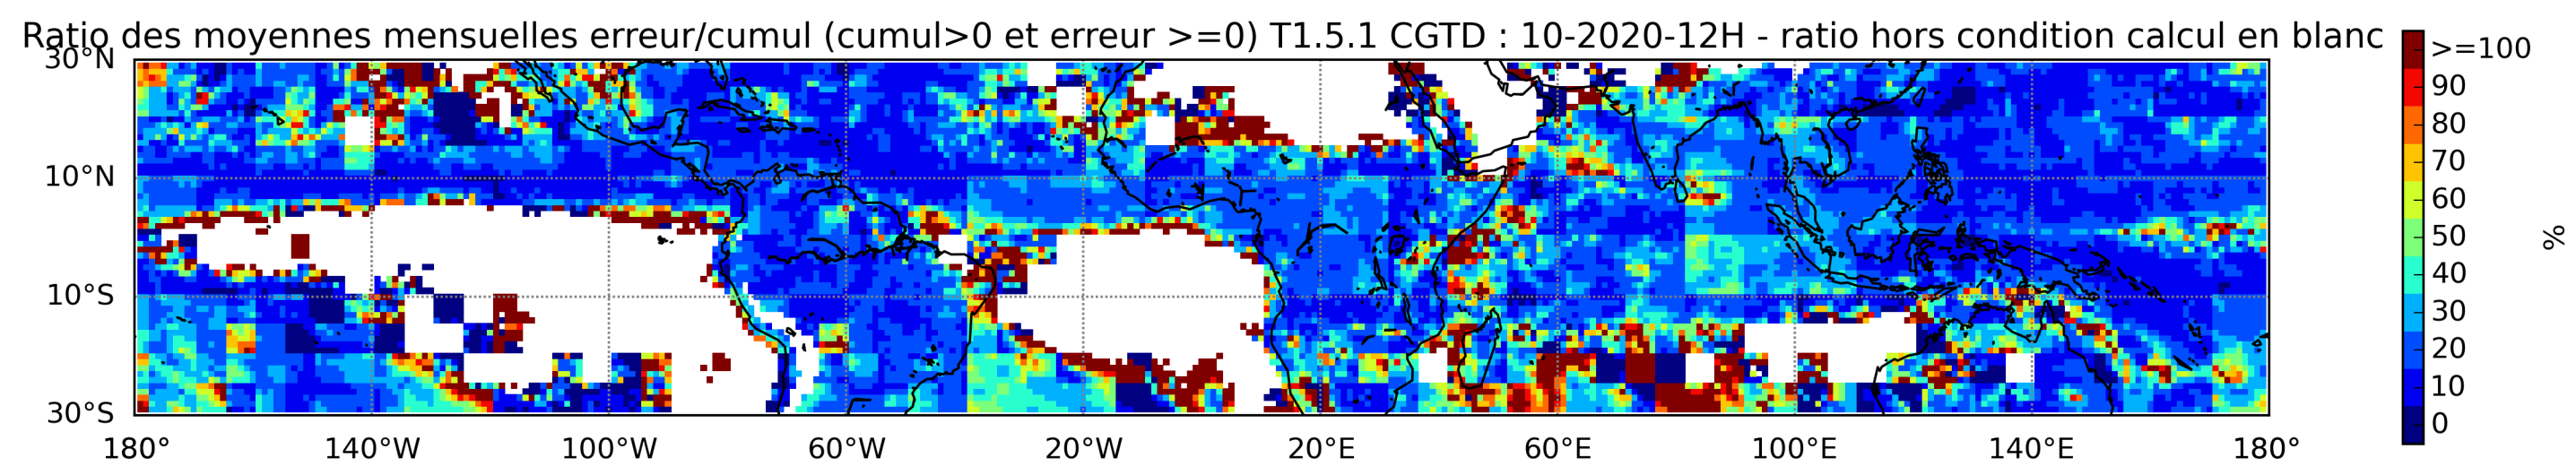 Ratio des moyennes mensuelles erreur/cumul (cumul>0 et erreur >=0) T1.5.1 CGTD : 10-2020-12H - ratio hors condition calcul en blanc
30°N
10°N
10°S
30°S
180° 140°W 100°W 60°W 20°W 20°E 60°E 100°E 140°E 180°
>=100
90
80
70
60
50
40
30
20
10
0
%